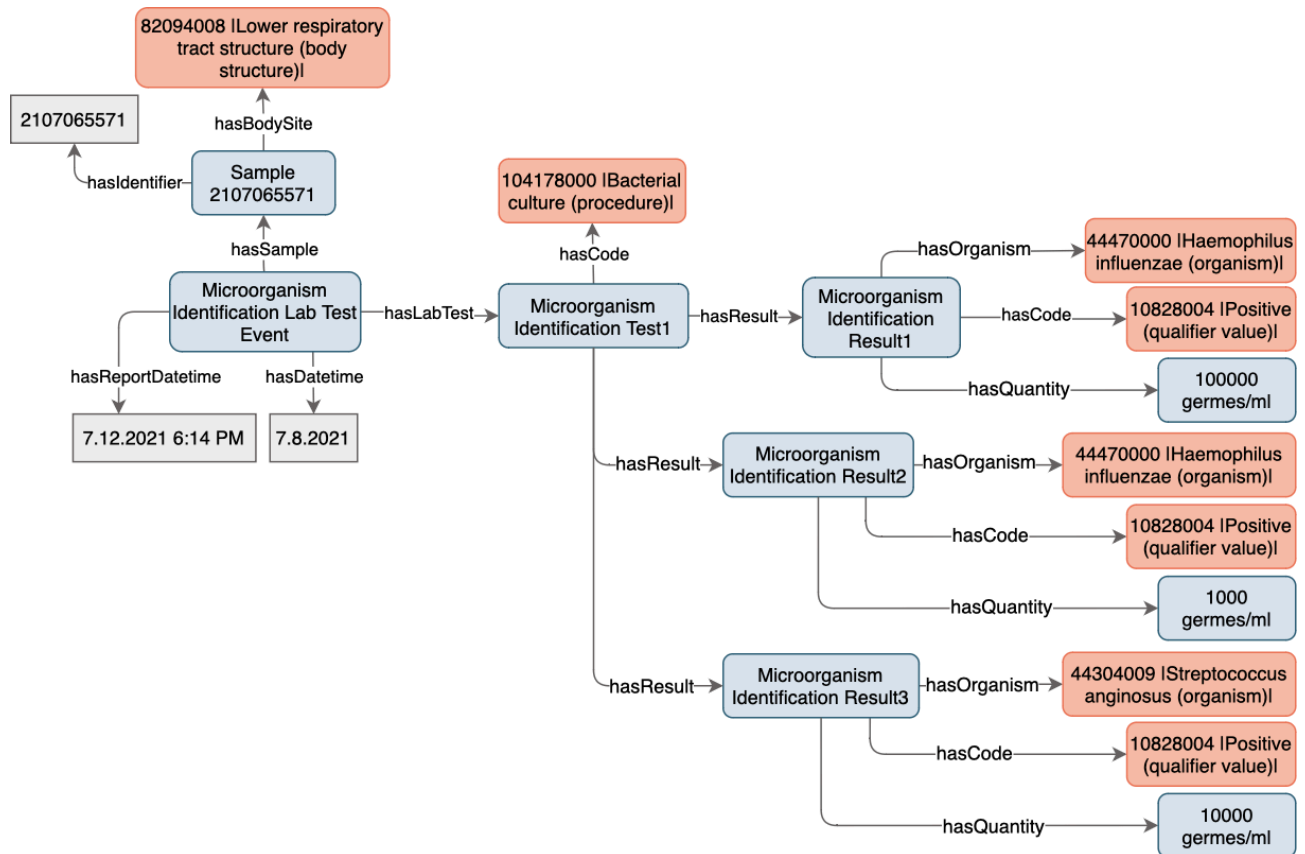 82094008 |Lower respiratory
tract structure (body
structure)|
2107065571
hasBodySite
hasIdentifier
Sample
2107065571
104178000 |Bacterial
culture (procedure)|
hasSample
hasCode
hasOrganism
44470000 |Haemophilus
influenzae (organism)|
Microorganism
Identification Lab Test
Event
hasLabTest
Microorganism
Identification Test1
hasResult
Microorganism
Identification
Result1
hasCode
10828004 |Positive
(qualifier value)|
hasReportDatetime
hasDatetime
hasQuantity
100000
germes/ml
7.12.2021 6:14 PM
7.8.2021
hasResult
Microorganism
Identification Result2
hasOrganism
44470000 |Haemophilus
influenzae (organism)|
hasCode
10828004 |Positive
(qualifier value)|
hasQuantity
1000
germes/ml
hasResult
Microorganism
Identification Result3
hasOrganism
44304009 |Streptococcus
anginosus (organism)|
hasCode
10828004 |Positive
(qualifier value)|
hasQuantity
10000
germes/ml